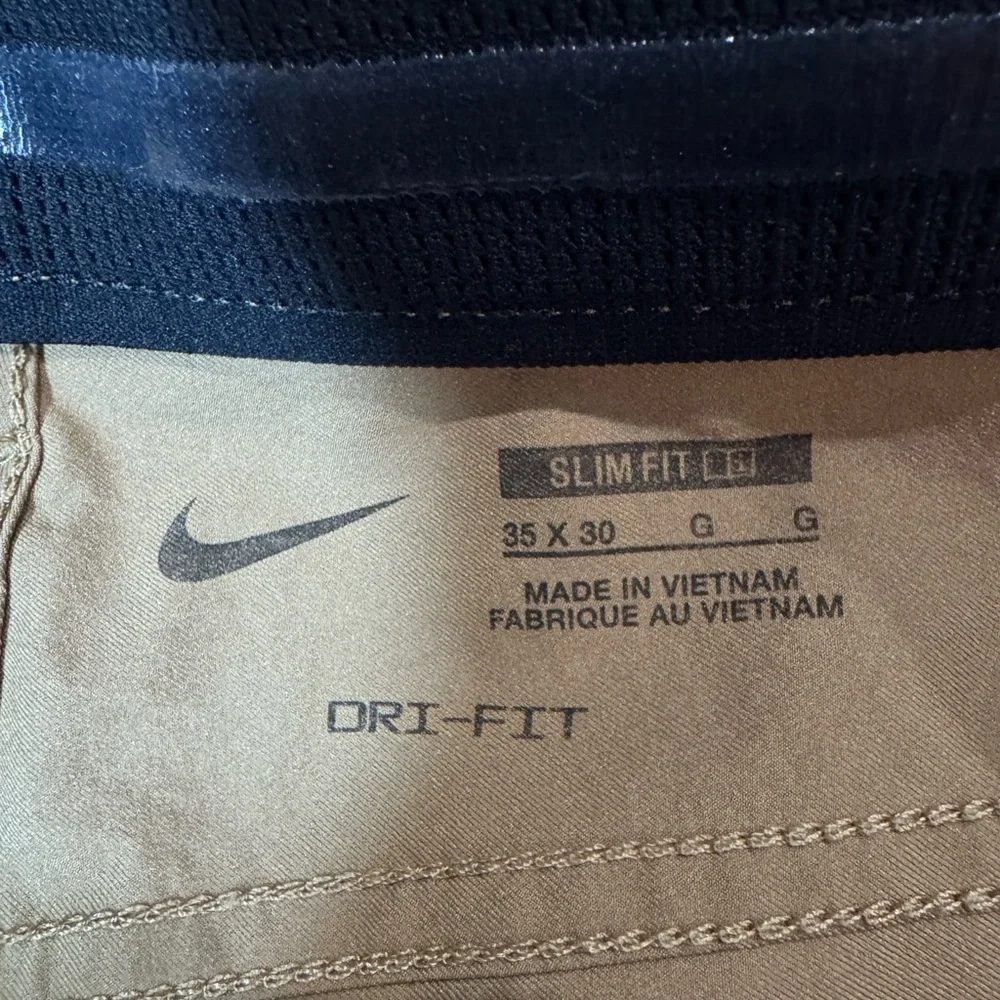 SLIM FIT
35 X 30 G G
MADE IN VIETNAM
FABRIQUE AU VIETNAM
DRI-FIT